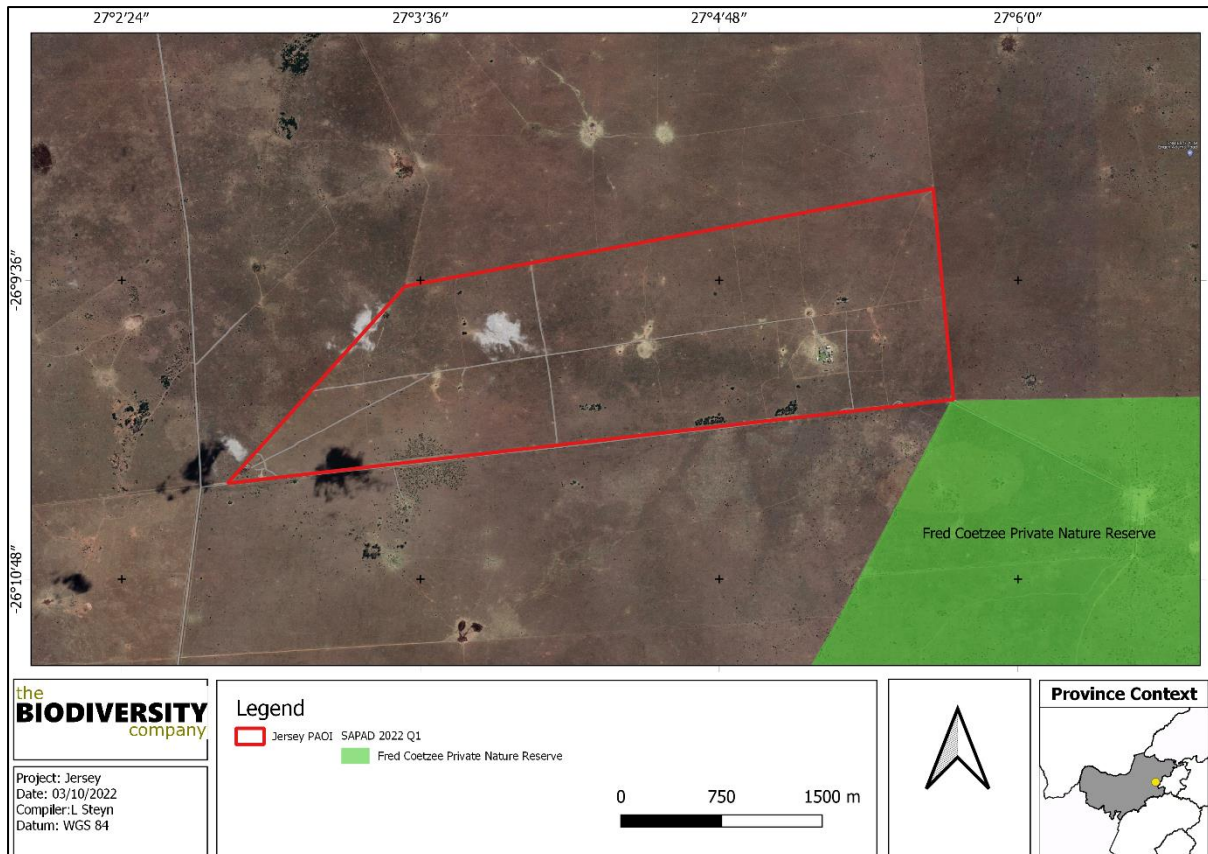 27°2′24″ 27°3′36″ 27°4′48″ 27°6′0″
-26°9′36″
-26°10′48″
Fred Coetzee Private Nature Reserve
the
BIODIVERSITY
company
Project: Jersey
Date: 03/10/2022
Compiler:L Steyn
Datum: WGS 84
Legend
Jersey PAOI
SAPAD 2022 Q1
Fred Coetzee Private Nature Reserve
0 750 1500 m
Province Context